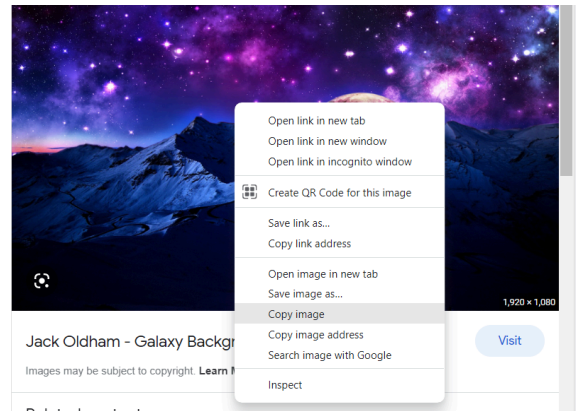 Open link in new tab
Open link in new window
Open link in incognito window
Create QR Code for this image
Save link as...
Copy link address
Open image in new tab
Save image as...
1,920 × 1,080
Copy image
Jack Oldham - Galaxy Backgr
Copy image address
Visit
Search image with Google
Images may be subject to copyright. Learn
Inspect